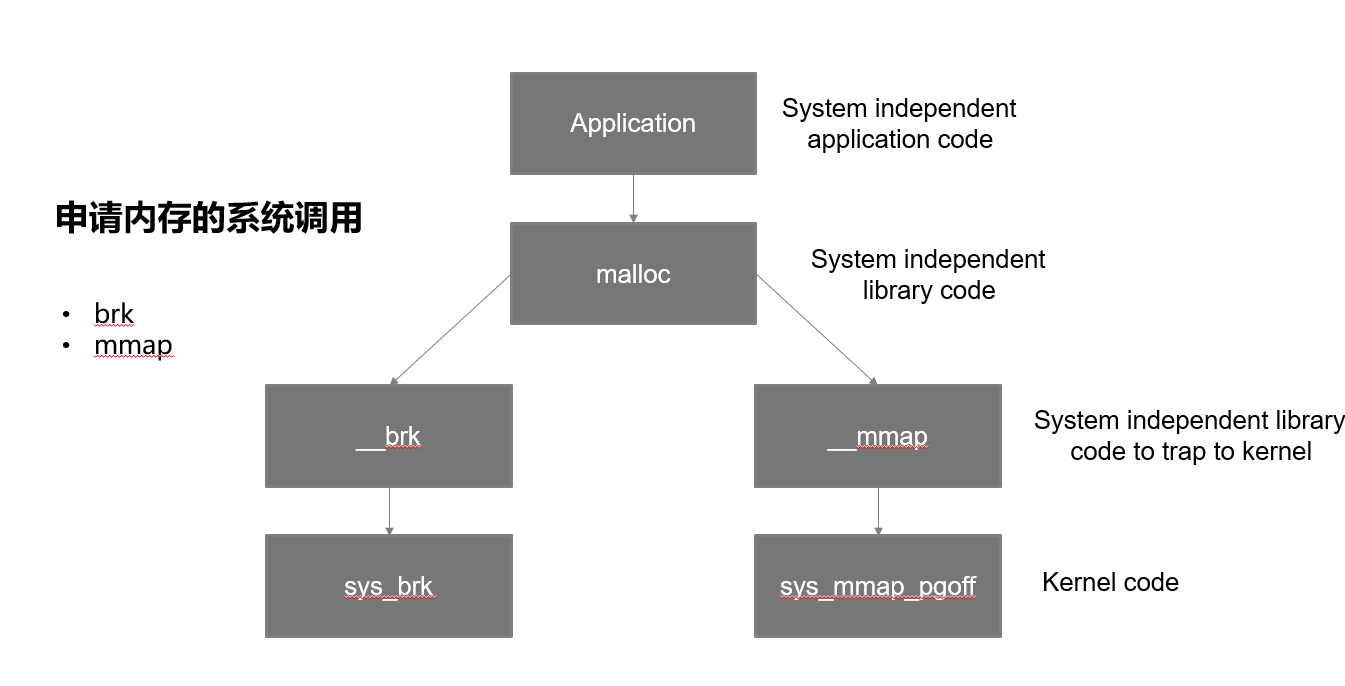 申请内存的系统调用
• brk
• mmap
Application
System independent
application code
malloc
System independent
library code
__brk
__mmap
System independent library
code to trap to kernel
sys_brk
sys_mmap_pgoff
Kernel code